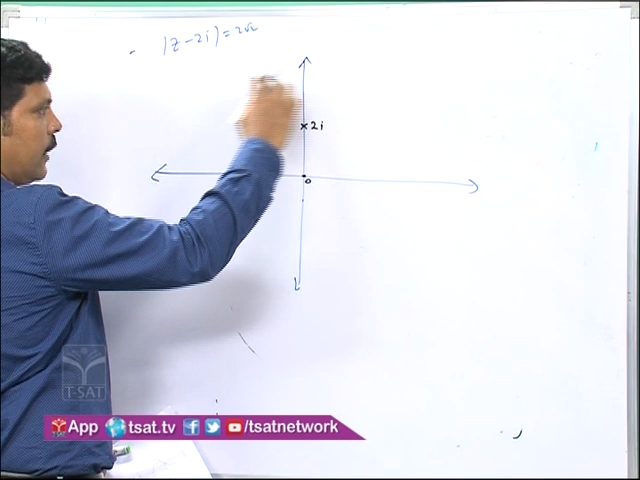 |z - 2i| = 2√2
2i
0
T-SAT
App tsat.tv /tsatnetwork